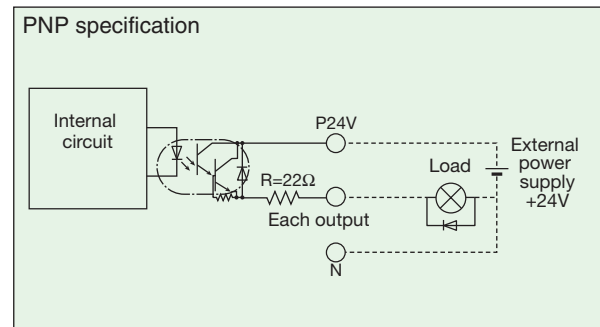 PNP specification
Internal
circuit
P24V
R=22Ω
Each output
N
Load
External
power
supply
+24V